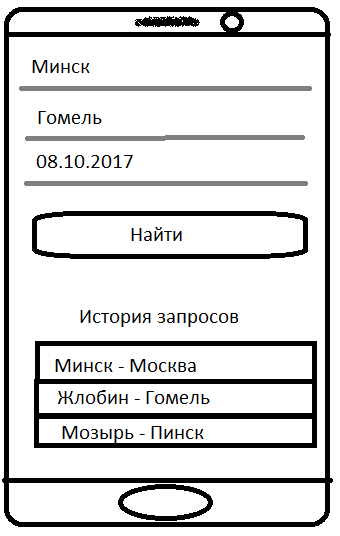 Минск
Гомель
08.10.2017
Найти
История запросов
Минск - Москва
Жлобин - Гомель
Мозырь - Пинск